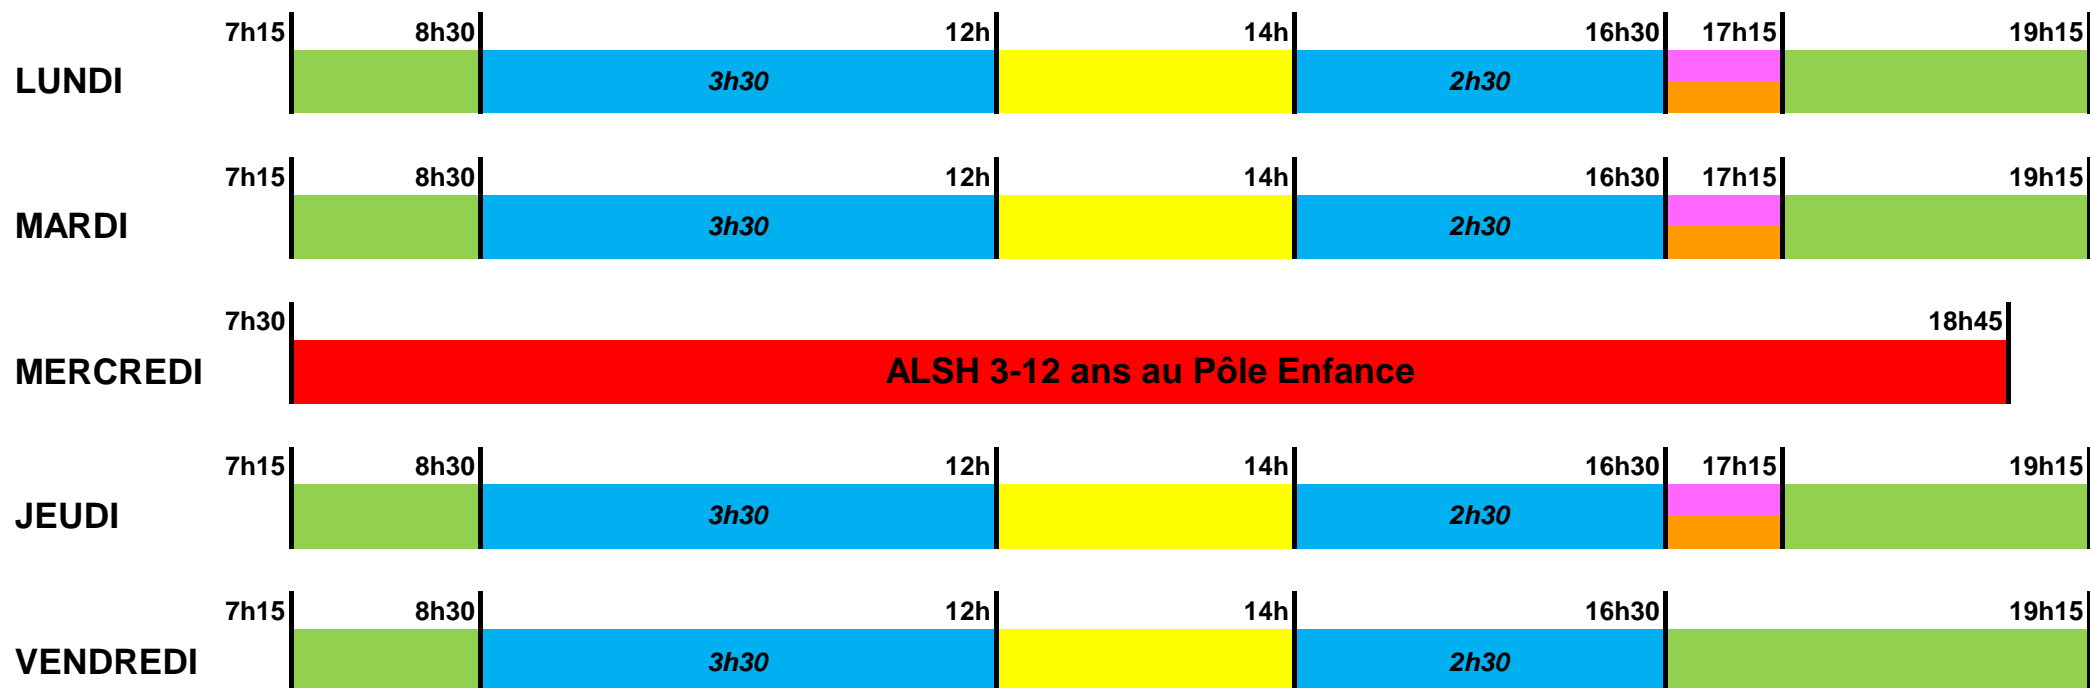 7h15 8h30 12h 14h 16h30 17h15 19h15
LUNDI 3h30 2h30
7h15 8h30 12h 14h 16h30 17h15 19h15
MARDI 3h30 2h30
7h30 18h45
MERCREDI ALSH 3-12 ans au Pôle Enfance
7h15 8h30 12h 14h 16h30 17h15 19h15
JEUDI 3h30 2h30
7h15 8h30 12h 14h 16h30 19h15
VENDREDI 3h30 2h30